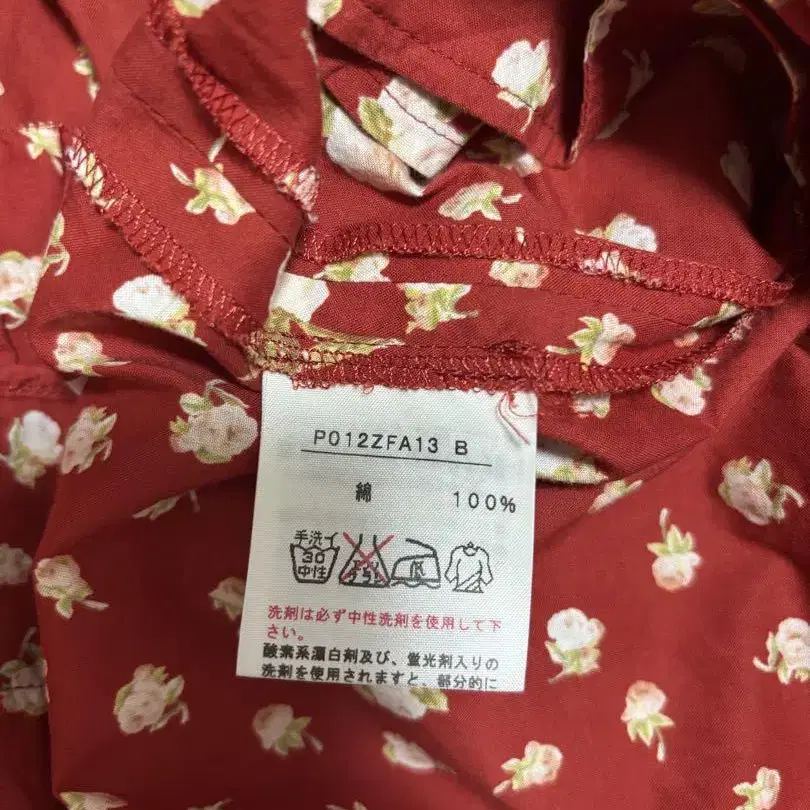 P012ZFA13 B
綿 100%
手洗イ
30
中性
洗剤は必ず中性洗剤を使用して下
さい。
酸素系漂白剤及び、蛍光剤入りの
洗剤を使用されますと、部分的に